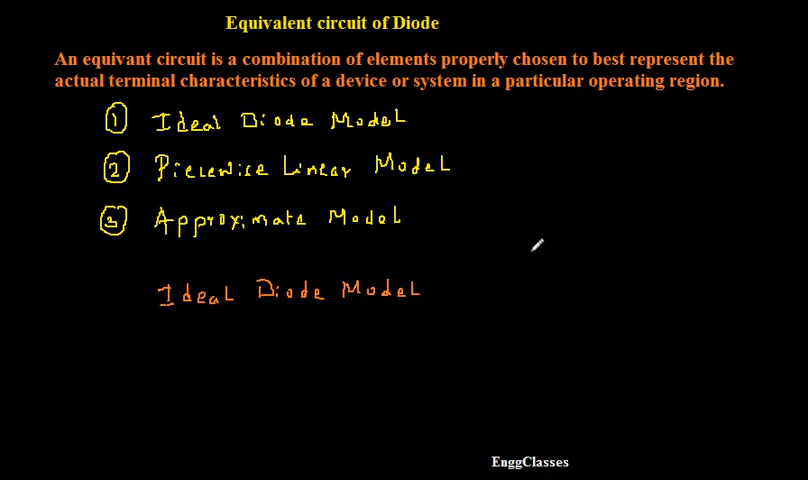 Equivalent circuit of Diode
An equivant circuit is a combination of elements properly chosen to best represent the
actual terminal characteristics of a device or system in a particular operating region.
① Ideal Diode Model
② Piecewise Linear Model
③ Approximate Model
Ideal Diode Model
EnggClasses